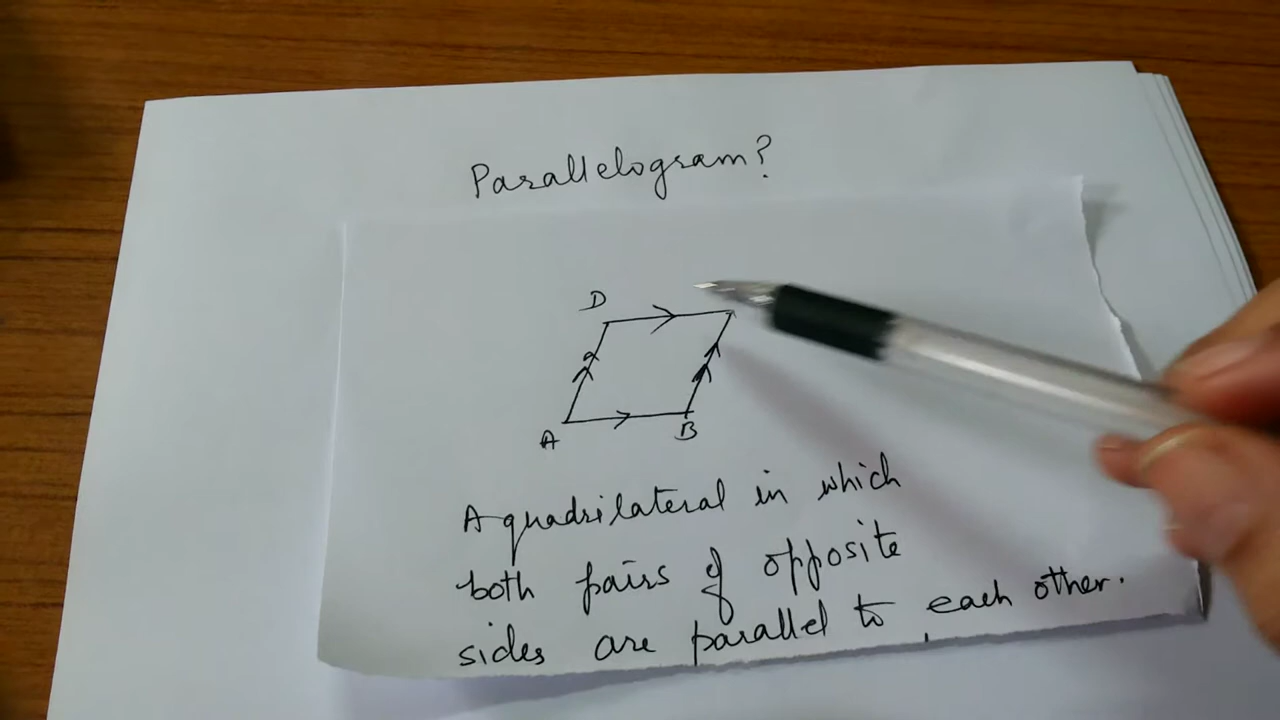 Parallelogram?
D
A B
A quadrilateral in which
both pairs of opposite
sides are parallel to each other.